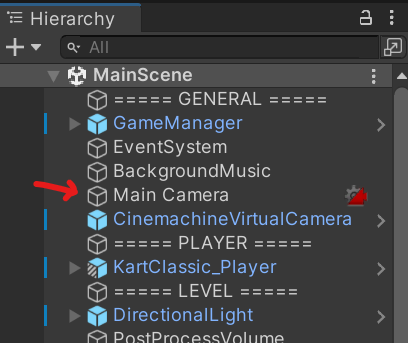 Hierarchy
All
MainScene
===== GENERAL =====
GameManager
EventSystem
BackgroundMusic
Main Camera
CinemachineVirtualCamera
===== PLAYER =====
KartClassic_Player
===== LEVEL =====
DirectionalLight
PostProcessVolume